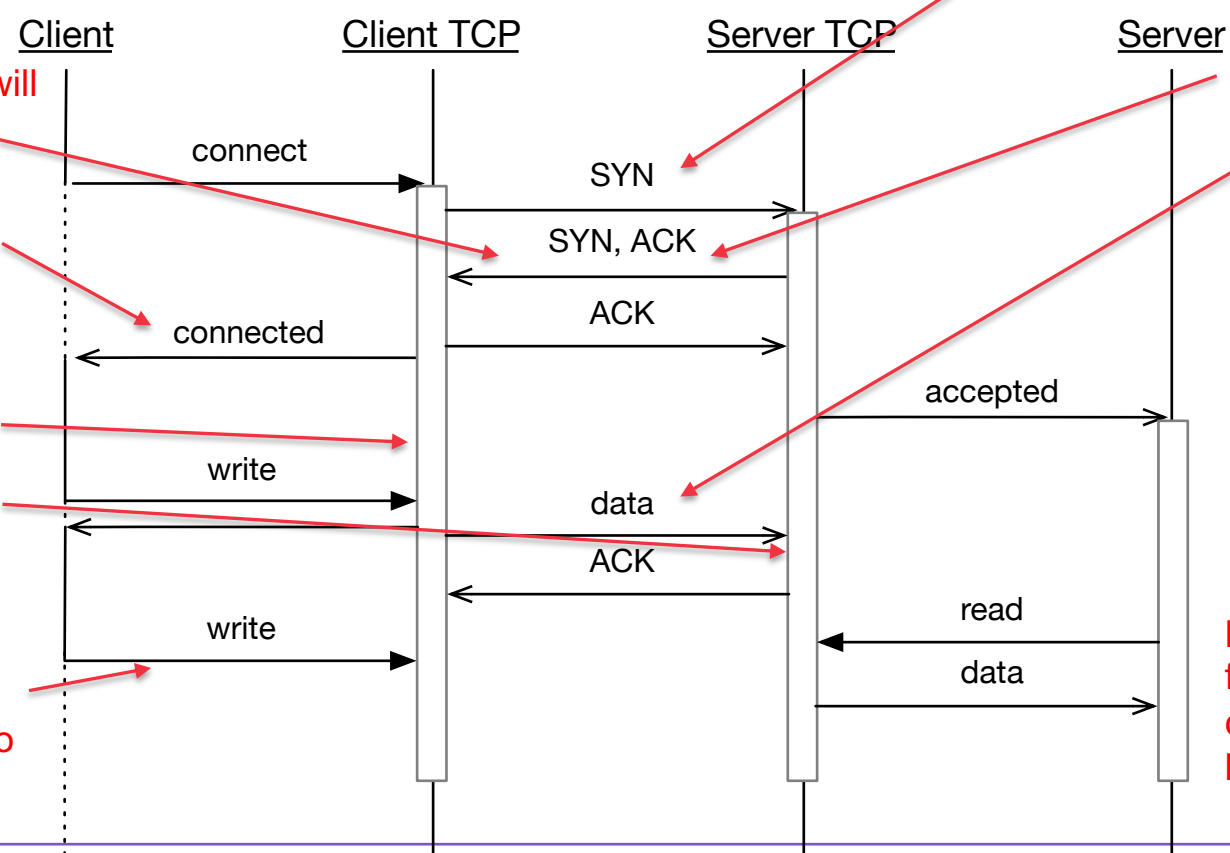 Client
Client TCP
Server TCP
Server
will
connect
SYN
SYN, ACK
ACK
connected
accepted
write
data
ACK
read
write
data